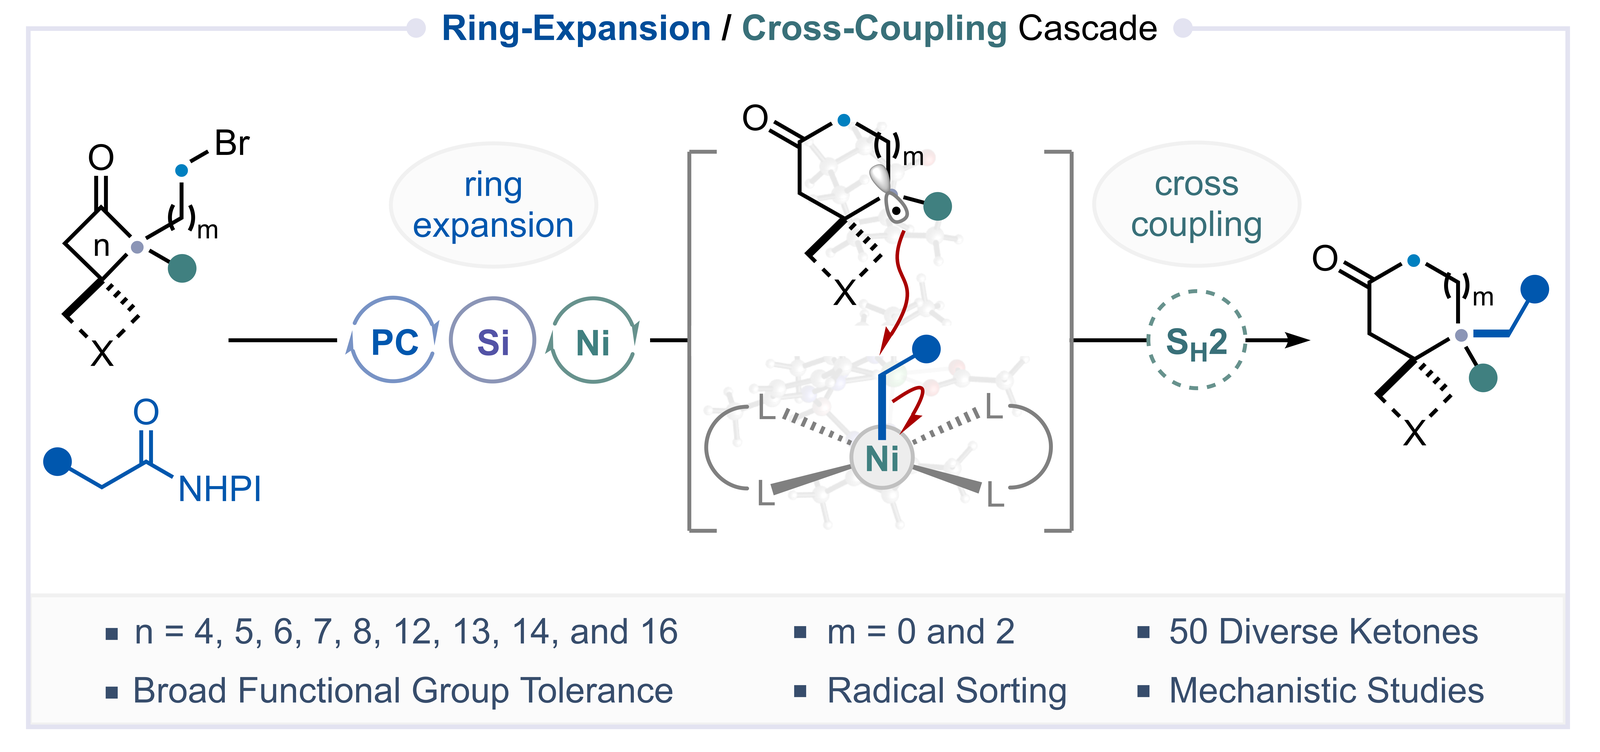 Ring-Expansion / Cross-Coupling Cascade
O
Br
n
m
X
O
NHPI
ring
expansion
PC
Si
Ni
O
m
X
L
L
L
L
Ni
cross
coupling
SH2
O
m
X
▪ n = 4, 5, 6, 7, 8, 12, 13, 14, and 16
▪ m = 0 and 2
▪ 50 Diverse Ketones
▪ Broad Functional Group Tolerance
▪ Radical Sorting
▪ Mechanistic Studies